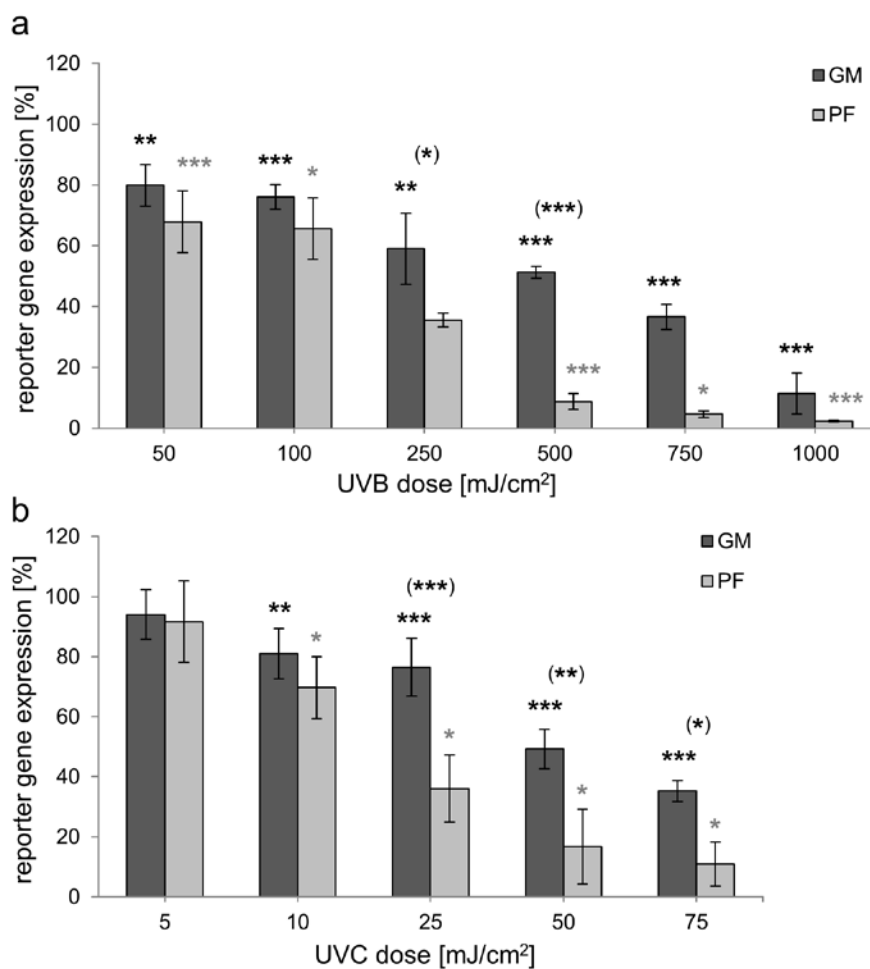 a
120
100
80
60
40
20
0
reporter gene expression [%]
GM
PF
** *** *** * ** (*) *** (***) *** *** * *** ***
50 100 250 500 750 1000
UVB dose [mJ/cm²]
b
120
100
80
60
40
20
0
reporter gene expression [%]
GM
PF
** * *** (***) * *** (**) * *** (*) *
5 10 25 50 75
UVC dose [mJ/cm²]